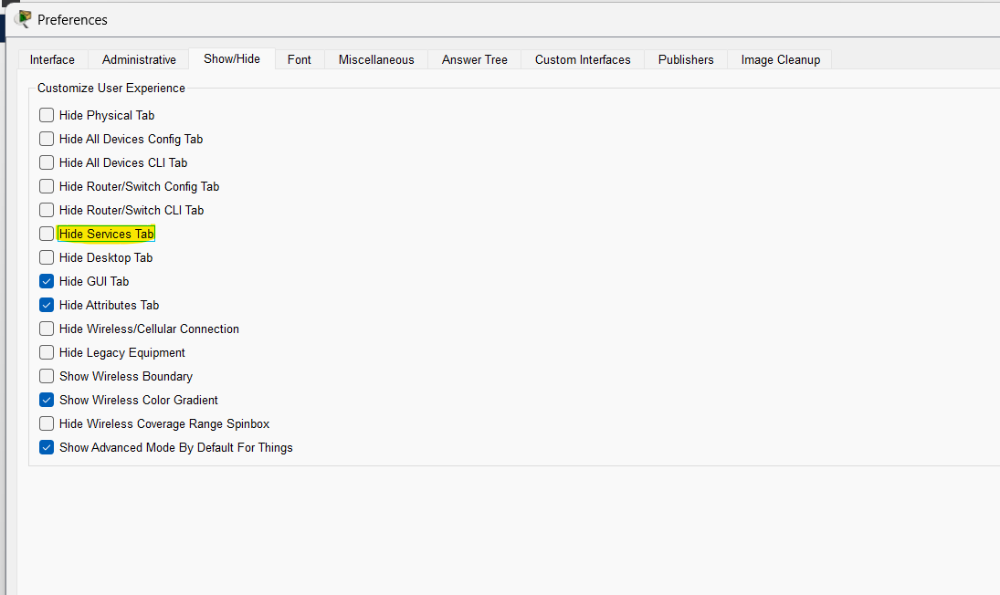 Preferences
Interface Administrative Show/Hide Font Miscellaneous Answer Tree Custom Interfaces Publishers Image Cleanup
Customize User Experience
Hide Physical Tab
Hide All Devices Config Tab
Hide All Devices CLI Tab
Hide Router/Switch Config Tab
Hide Router/Switch CLI Tab
Hide Services Tab
Hide Desktop Tab
Hide GUI Tab
Hide Attributes Tab
Hide Wireless/Cellular Connection
Hide Legacy Equipment
Show Wireless Boundary
Show Wireless Color Gradient
Hide Wireless Coverage Range Spinbox
Show Advanced Mode By Default For Things